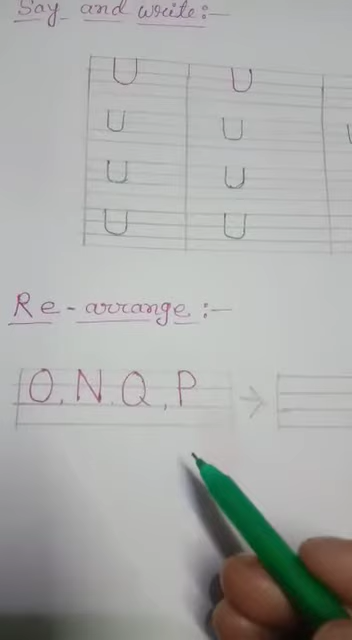 Say and write:-
U U
U U
U U
U U
Re-arrange:-
O, N, Q, P →